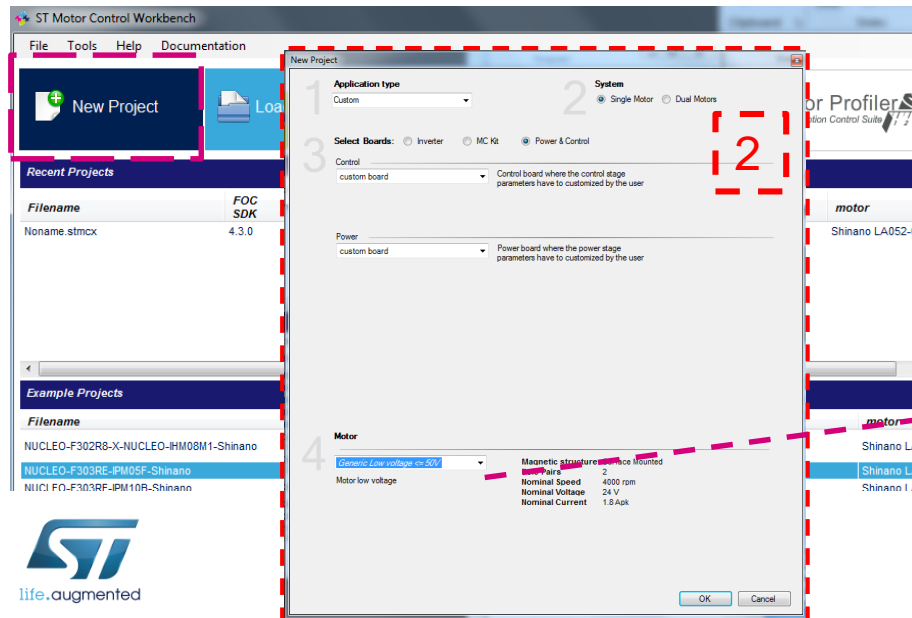 ST Motor Control Workbench
File Tools Help Documentation
New Project
New Project
1 Application type
Custom
2 System
Single Motor Dual Motors
or Profiler
Control Suite
3 Select Boards: Inverter MC Kit Power & Control
2
Control
custom board
Control board where the control stage
parameters have to customized by the user
Power
custom board
Power board where the power stage
parameters have to customized by the user
Recent Projects
Filename FOC SDK motor
Noname.stmcx 4.3.0 Shinano LA052-
Example Projects
Filename motor
NUCLEO-F302R8-X-NUCLEO-IHM08M1-Shinano Shinano L
NUCLEO-F303RE-IPM05F-Shinano Shinano L
NUCLEO-F303RE-IPM10B-Shinano Shinano L
4 Motor
Generic Low voltage <= 50V
Motor low voltage
Magnetic structure Surface Mounted
Pairs 2
Nominal Speed 4000 rpm
Nominal Voltage 24 V
Nominal Current 1.8 Apk
OK Cancel
ST
life.augmented